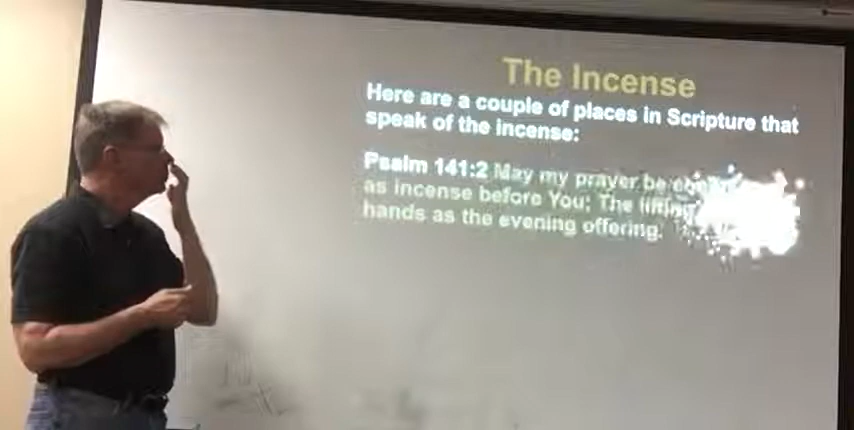 The Incense
Here are a couple of places in Scripture that
speak of the incense:
Psalm 141:2 May my prayer be
as incense before You; The lifting
hands as the evening offering.